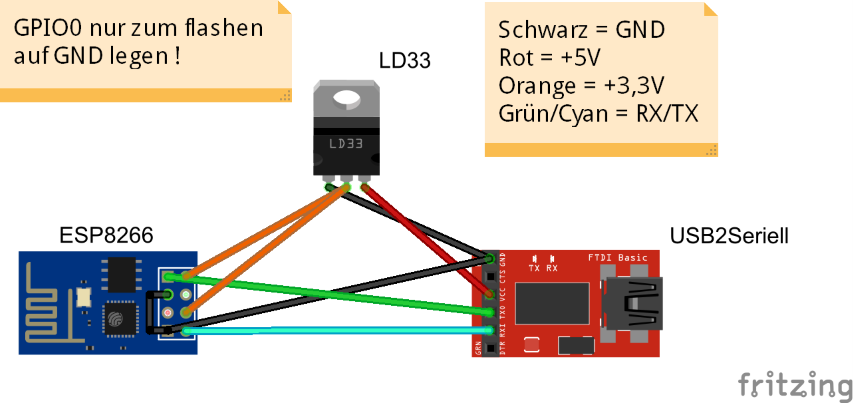 GPIO0 nur zum flashen
auf GND legen !
LD33
Schwarz = GND
Rot = +5V
Orange = +3,3V
Grün/Cyan = RX/TX
LD33
ESP8266
USB2Seriell
FTDI Basic
TX RX
GND
CTS
VCC
TXO
RXI
DTR
GRN
fritzing